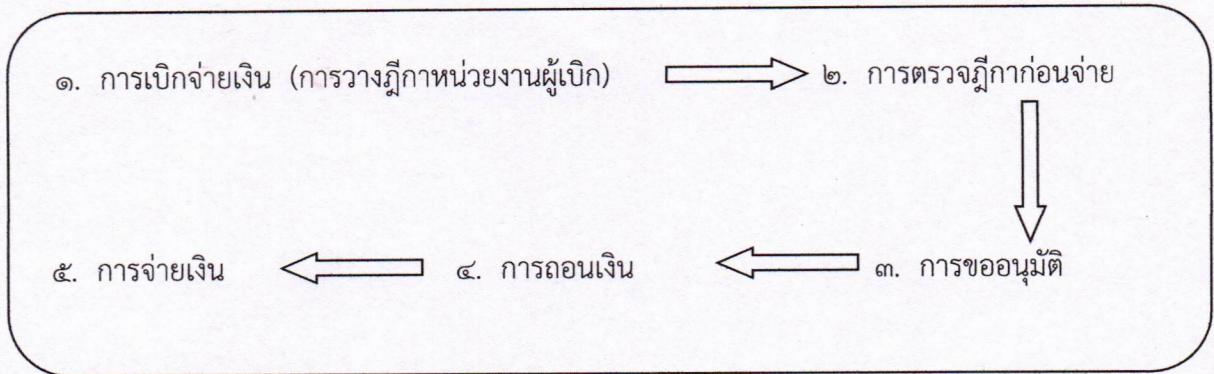 ๑. การเบิกจ่ายเงิน (การวางฎีกาหน่วยงานผู้เบิก)
๒. การตรวจฎีกาก่อนจ่าย
๓. การขออนุมัติ
๔. การถอนเงิน
๕. การจ่ายเงิน